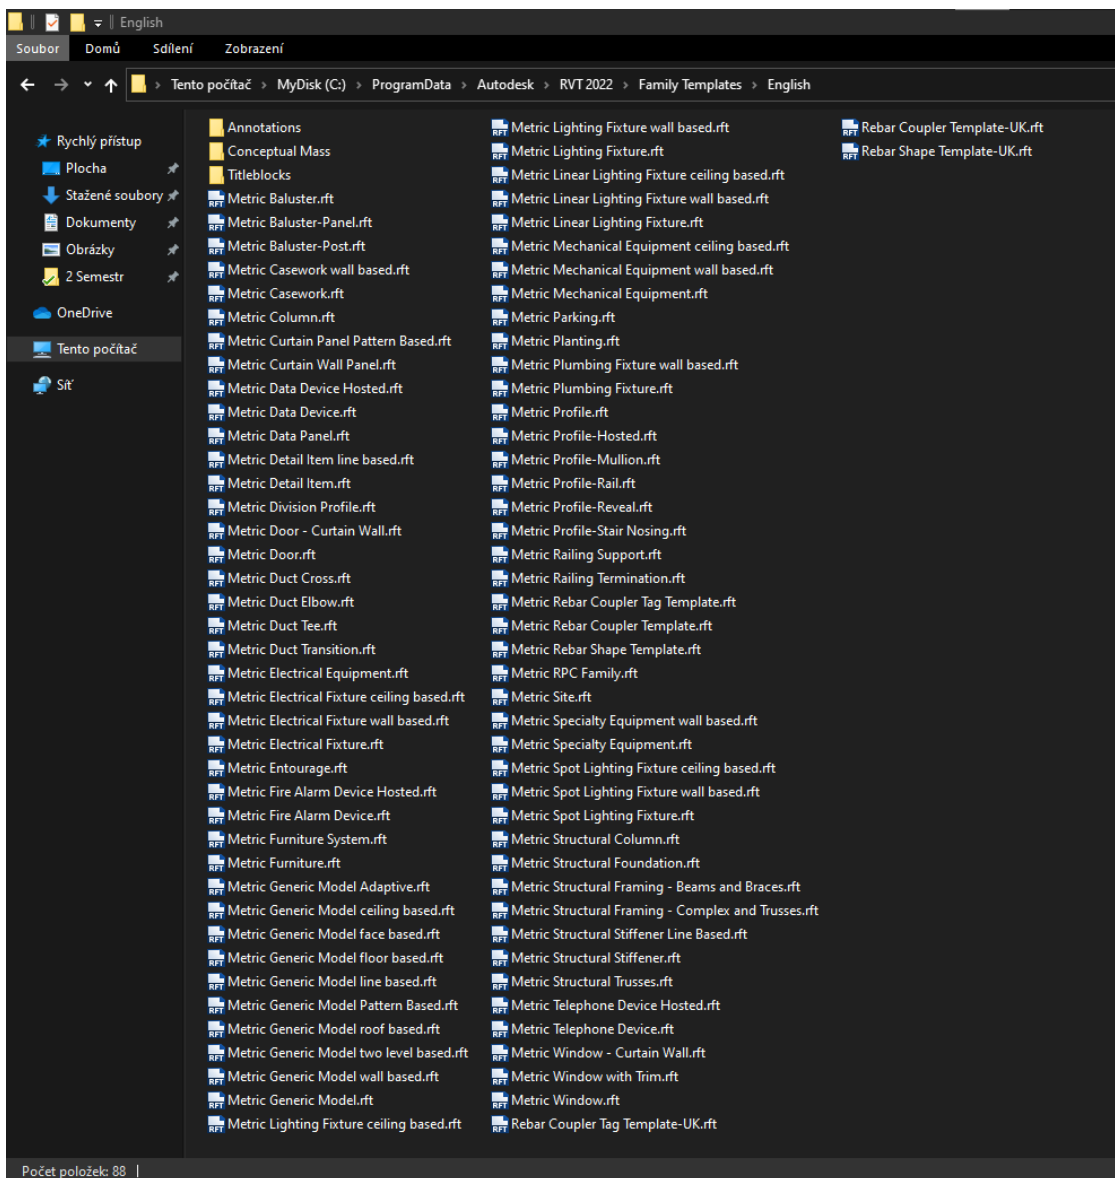 English
Soubor Domů Sdílení Zobrazení
Tento počítač > MyDisk (C:) > ProgramData > Autodesk > RVT 2022 > Family Templates > English
Rychlý přístup
Plocha
Stažené soubory
Dokumenty
Obrázky
2 Semestr
OneDrive
Tento počítač
Síť
Annotations
Conceptual Mass
Titleblocks
Metric Baluster.rft
Metric Baluster-Panel.rft
Metric Baluster-Post.rft
Metric Casework wall based.rft
Metric Casework.rft
Metric Column.rft
Metric Curtain Panel Pattern Based.rft
Metric Curtain Wall Panel.rft
Metric Data Device Hosted.rft
Metric Data Device.rft
Metric Data Panel.rft
Metric Detail Item line based.rft
Metric Detail Item.rft
Metric Division Profile.rft
Metric Door - Curtain Wall.rft
Metric Door.rft
Metric Duct Cross.rft
Metric Duct Elbow.rft
Metric Duct Tee.rft
Metric Duct Transition.rft
Metric Electrical Equipment.rft
Metric Electrical Fixture ceiling based.rft
Metric Electrical Fixture wall based.rft
Metric Electrical Fixture.rft
Metric Entourage.rft
Metric Fire Alarm Device Hosted.rft
Metric Fire Alarm Device.rft
Metric Furniture System.rft
Metric Furniture.rft
Metric Generic Model Adaptive.rft
Metric Generic Model ceiling based.rft
Metric Generic Model face based.rft
Metric Generic Model floor based.rft
Metric Generic Model line based.rft
Metric Generic Model Pattern Based.rft
Metric Generic Model roof based.rft
Metric Generic Model two level based.rft
Metric Generic Model wall based.rft
Metric Generic Model.rft
Metric Lighting Fixture ceiling based.rft
Metric Lighting Fixture wall based.rft
Metric Lighting Fixture.rft
Metric Linear Lighting Fixture ceiling based.rft
Metric Linear Lighting Fixture wall based.rft
Metric Linear Lighting Fixture.rft
Metric Mechanical Equipment ceiling based.rft
Metric Mechanical Equipment wall based.rft
Metric Mechanical Equipment.rft
Metric Parking.rft
Metric Planting.rft
Metric Plumbing Fixture wall based.rft
Metric Plumbing Fixture.rft
Metric Profile.rft
Metric Profile-Hosted.rft
Metric Profile-Mullion.rft
Metric Profile-Rail.rft
Metric Profile-Reveal.rft
Metric Profile-Stair Nosing.rft
Metric Railing Support.rft
Metric Railing Termination.rft
Metric Rebar Coupler Tag Template.rft
Metric Rebar Coupler Template.rft
Metric Rebar Shape Template.rft
Metric RPC Family.rft
Metric Site.rft
Metric Specialty Equipment wall based.rft
Metric Specialty Equipment.rft
Metric Spot Lighting Fixture ceiling based.rft
Metric Spot Lighting Fixture wall based.rft
Metric Spot Lighting Fixture.rft
Metric Structural Column.rft
Metric Structural Foundation.rft
Metric Structural Framing - Beams and Braces.rft
Metric Structural Framing - Complex and Trusses.rft
Metric Structural Stiffener Line Based.rft
Metric Structural Stiffener.rft
Metric Structural Trusses.rft
Metric Telephone Device Hosted.rft
Metric Telephone Device.rft
Metric Window - Curtain Wall.rft
Metric Window with Trim.rft
Metric Window.rft
Rebar Coupler Tag Template-UK.rft
Rebar Coupler Template-UK.rft
Rebar Shape Template-UK.rft
Počet položek: 88